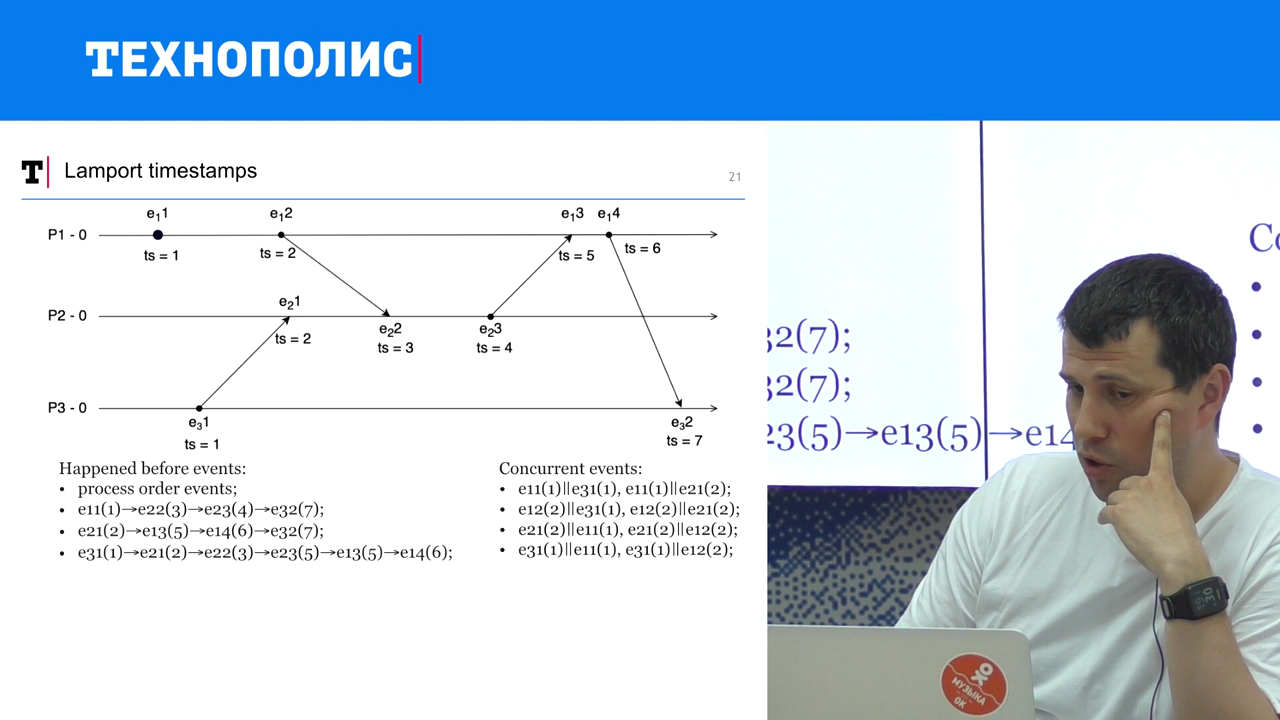 ТЕХНОПОЛИС
T Lamport timestamps
21
e₁1 e₁2 e₁3 e₁4
P1 - 0
ts = 1 ts = 2 ts = 5 ts = 6
e₂1
P2 - 0
ts = 2
e₂2 e₂3
ts = 3 ts = 4
P3 - 0
e₃1 e₃2
ts = 1 ts = 7
Happened before events:
• process order events;
• e11(1)→e22(3)→e23(4)→e32(7);
• e21(2)→e13(5)→e14(6)→e32(7);
• e31(1)→e21(2)→e22(3)→e23(5)→e13(5)→e14(6);
Concurrent events:
• e11(1)||e31(1), e11(1)||e21(2);
• e12(2)||e31(1), e12(2)||e21(2);
• e21(2)||e11(1), e21(2)||e12(2);
• e31(1)||e11(1), e31(1)||e12(2);
32(7);
32(7);
23(5)→e13(5)→e14
Co
МУЗЫКА
ОК